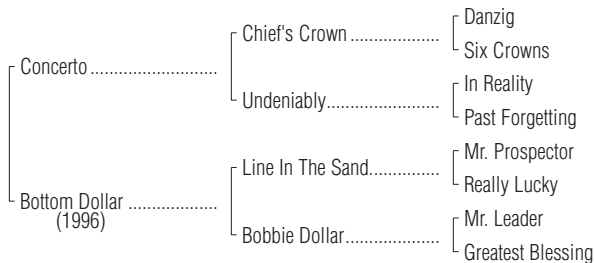 Danzig
Chief's Crown ...................
Six Crowns
Concerto ..........................
In Reality
Undeniably........................
Past Forgetting
Mr. Prospector
Line In The Sand...............
Really Lucky
Bottom Dollar ..................
(1996)
Mr. Leader
Bobbie Dollar....................
Greatest Blessing